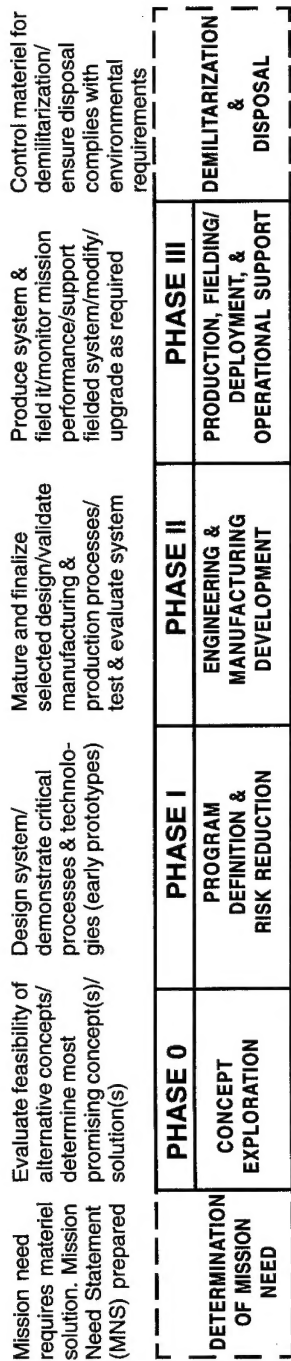 Mission need
requires materiel
solution. Mission
Need Statement
(MNS) prepared
Evaluate feasibility of
alternative concepts/
determine most
promising concept(s)/
solution(s)
Design system/
demonstrate critical
processes & technolo-
gies (early prototypes)
Mature and finalize
selected design/validate
manufacturing &
production processes/
test & evaluate system
Produce system &
field it/monitor mission
performance/support
fielded system/modify/
upgrade as required
Control materiel for
demilitarization/
ensure disposal
complies with
environmental
requirements
DETERMINATION
OF MISSION
NEED
PHASE 0
CONCEPT
EXPLORATION
PHASE I
PROGRAM
DEFINITION &
RISK REDUCTION
PHASE II
ENGINEERING &
MANUFACTURING
DEVELOPMENT
PHASE III
PRODUCTION, FIELDING/
DEPLOYMENT, &
OPERATIONAL SUPPORT
DEMILITARIZATION
&
DISPOSAL